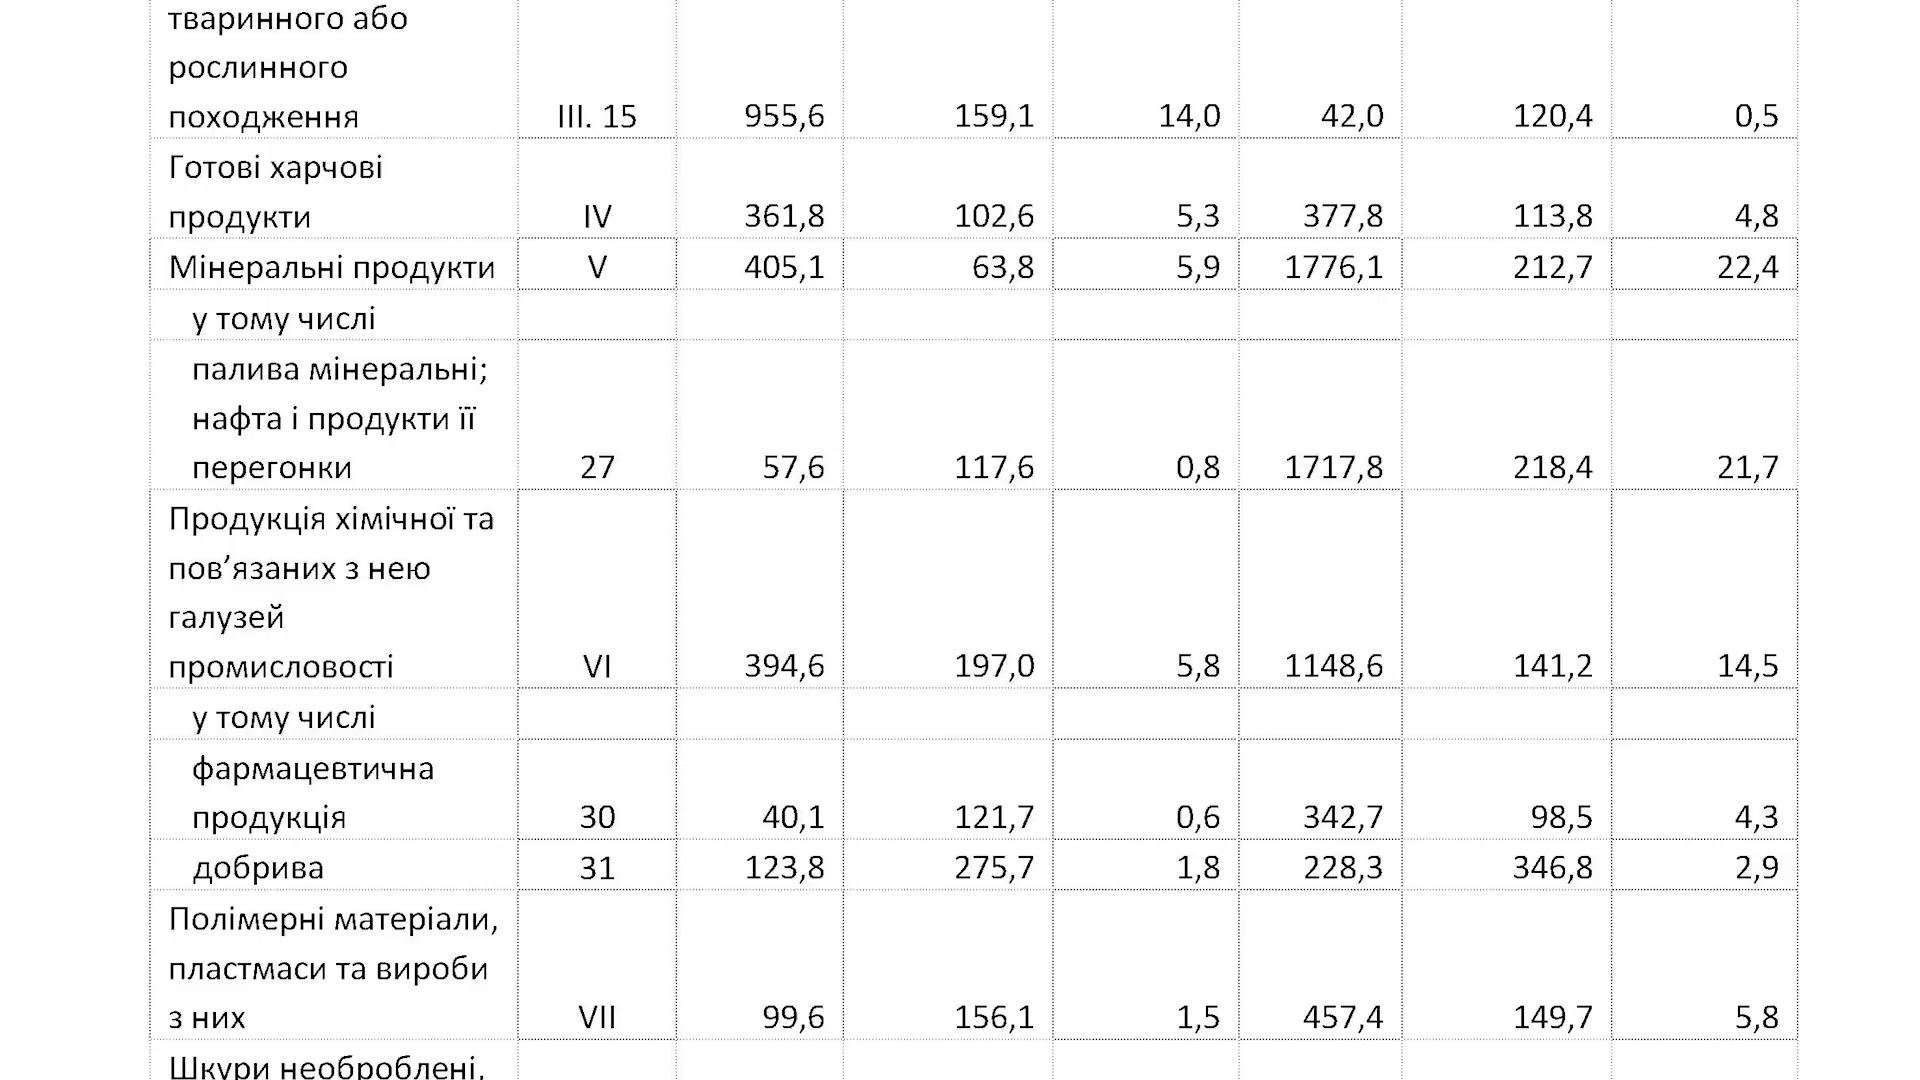 тваринного або
рослинного
походження III. 15 955,6 159,1 14,0 42,0 120,4 0,5
Готові харчові
продукти IV 361,8 102,6 5,3 377,8 113,8 4,8
Мінеральні продукти V 405,1 63,8 5,9 1776,1 212,7 22,4
у тому числі
палива мінеральні;
нафта і продукти її
перегонки 27 57,6 117,6 0,8 1717,8 218,4 21,7
Продукція хімічної та
пов’язаних з нею
галузей
промисловості VI 394,6 197,0 5,8 1148,6 141,2 14,5
у тому числі
фармацевтична
продукція 30 40,1 121,7 0,6 342,7 98,5 4,3
добрива 31 123,8 275,7 1,8 228,3 346,8 2,9
Полімерні матеріали,
пластмаси та вироби
з них VII 99,6 156,1 1,5 457,4 149,7 5,8
Шкури необроблені,